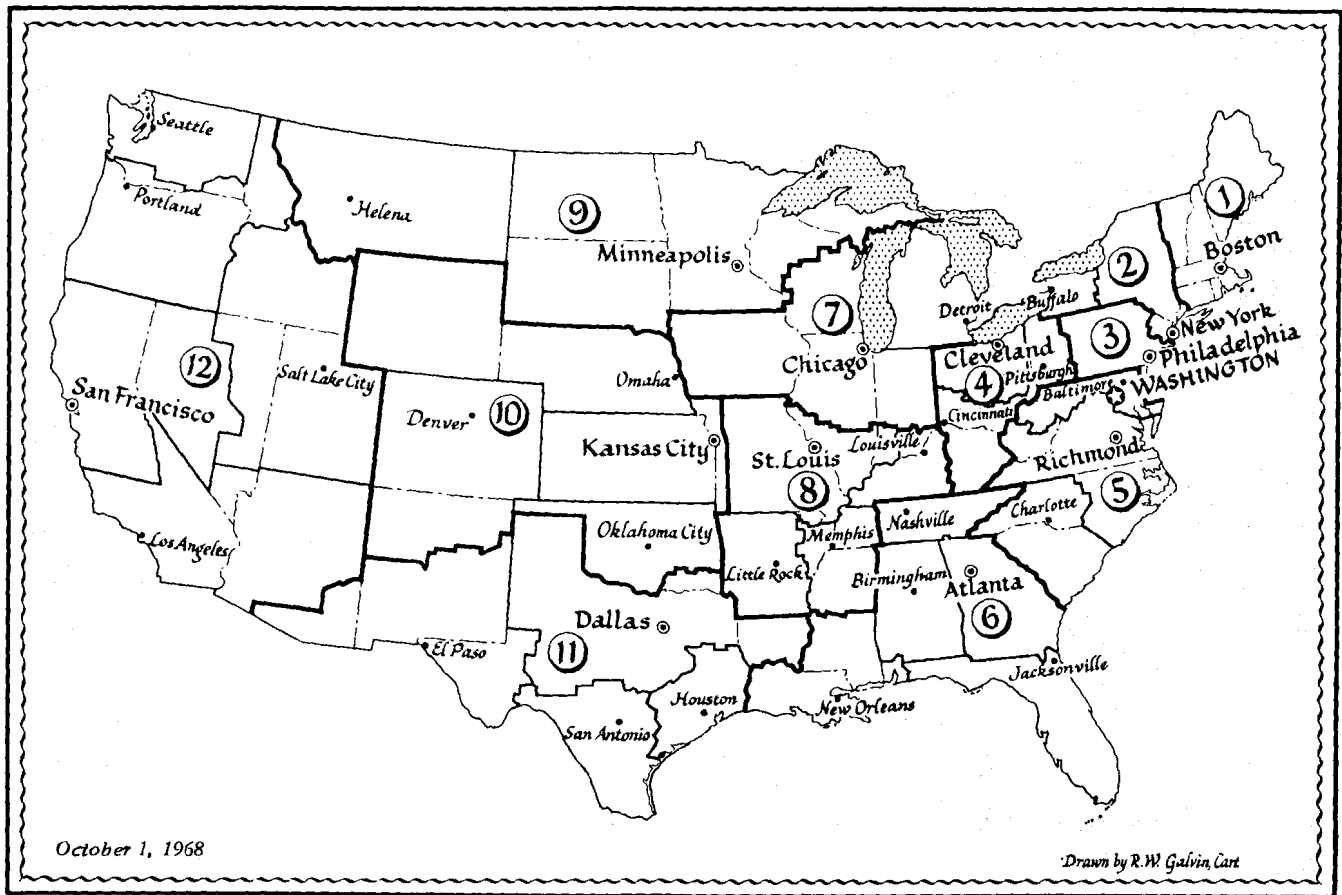 Seattle
Portland
Helena
9
Minneapolis
1
Boston
2
Buffalo
Detroit
7
Chicago
New York
3
Philadelphia
Cleveland
4
Pittsburgh
WASHINGTON
Baltimore
Cincinnati
12
Salt Lake City
San Francisco
Omaha
Denver
10
Kansas City
St. Louis
8
Louisville
Richmond
5
Charlotte
Nashville
Memphis
Oklahoma City
Los Angeles
Little Rock
Birmingham
Atlanta
6
Dallas
11
El Paso
Jacksonville
Houston
New Orleans
San Antonio
October 1, 1968
Drawn by R.W. Galvin, Cart